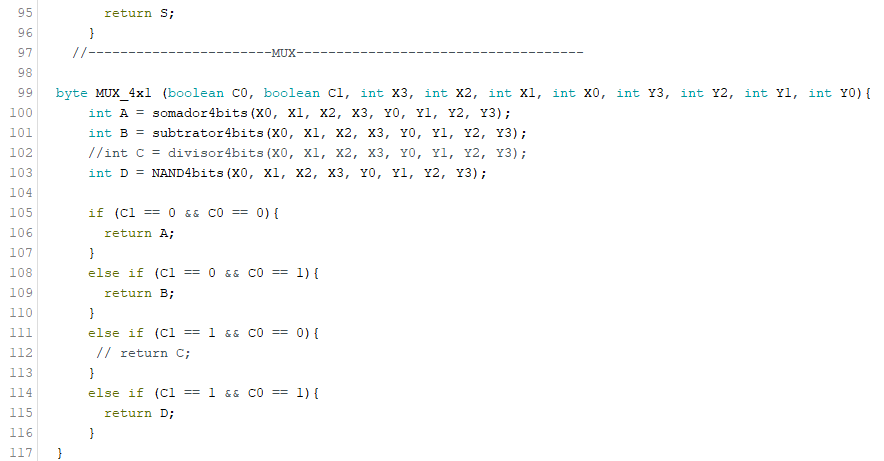 95 return S;
96 }
97 //-----------------------MUX------------------------------------
98
99 byte MUX_4x1 (boolean C0, boolean C1, int X3, int X2, int X1, int X0, int Y3, int Y2, int Y1, int Y0){
100 int A = somador4bits(X0, X1, X2, X3, Y0, Y1, Y2, Y3);
101 int B = subtrator4bits(X0, X1, X2, X3, Y0, Y1, Y2, Y3);
102 //int C = divisor4bits(X0, X1, X2, X3, Y0, Y1, Y2, Y3);
103 int D = NAND4bits(X0, X1, X2, X3, Y0, Y1, Y2, Y3);
104
105 if (C1 == 0 && C0 == 0){
106 return A;
107 }
108 else if (C1 == 0 && C0 == 1){
109 return B;
110 }
111 else if (C1 == 1 && C0 == 0){
112 // return C;
113 }
114 else if (C1 == 1 && C0 == 1){
115 return D;
116 }
117 }